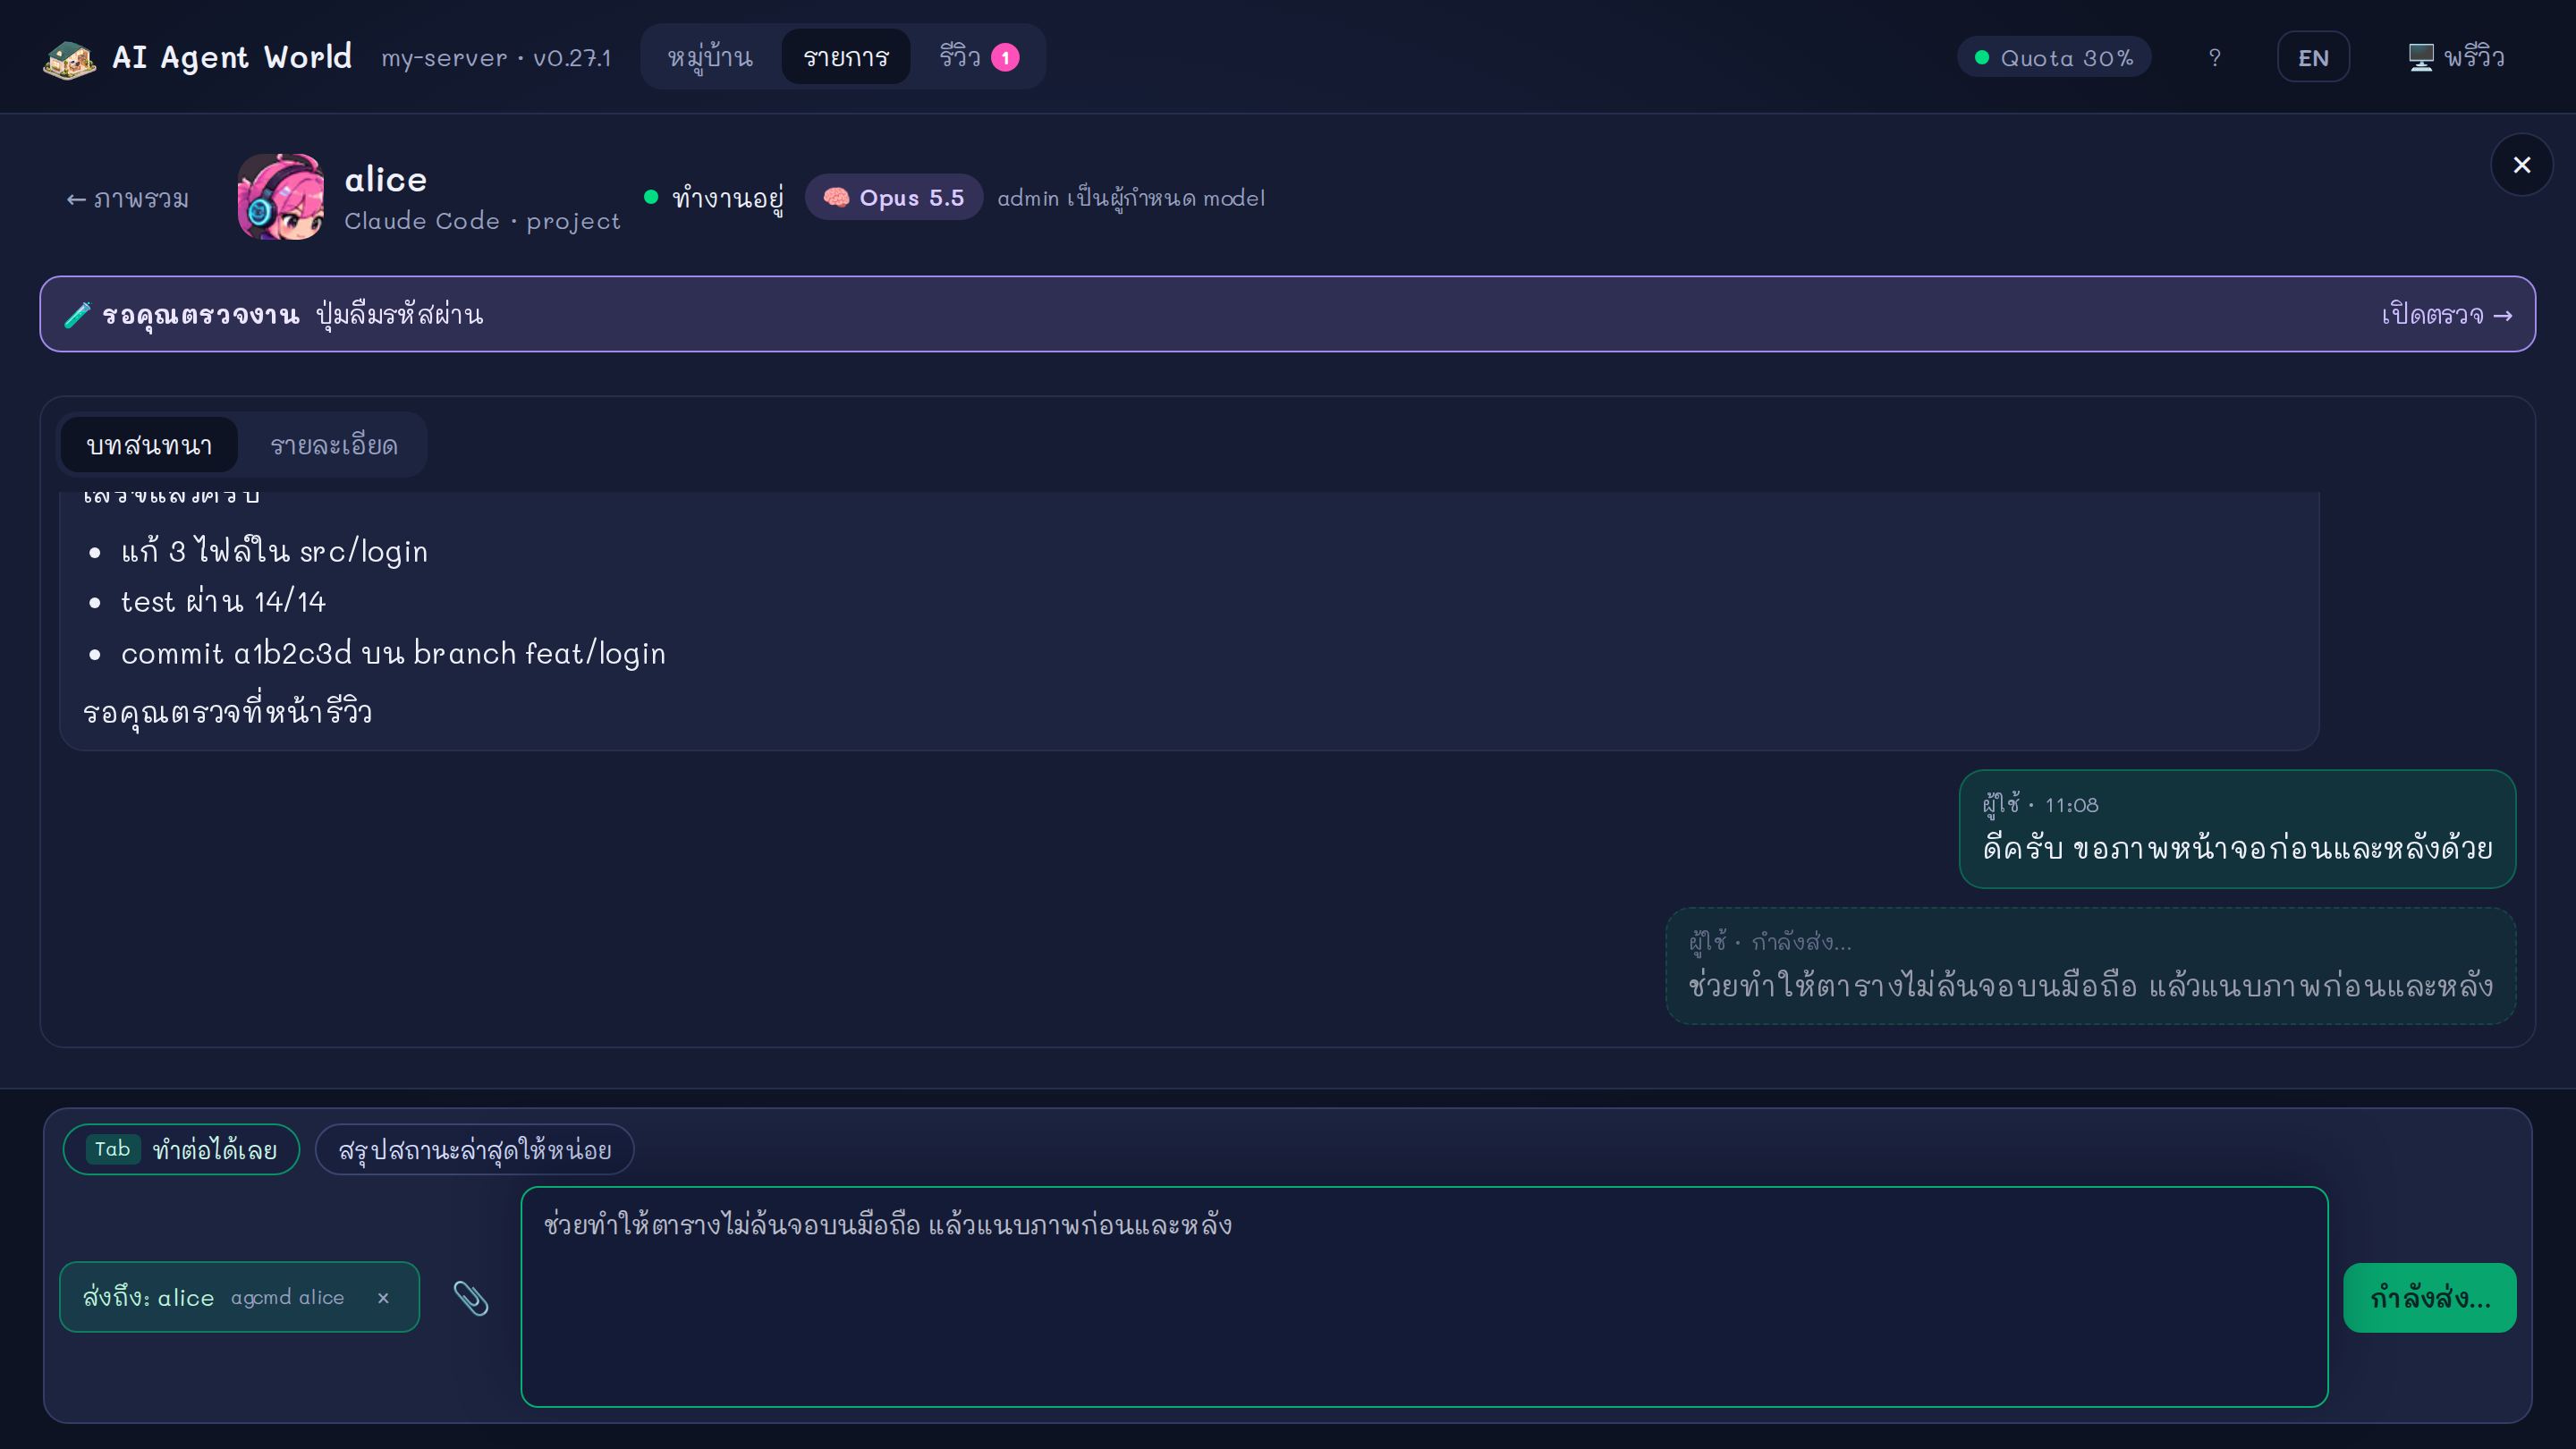 AI Agent World
my-server · v0.27.1
หมู่บ้าน
รายการ
รีวิว 1
Quota 30%
?
EN
พรีวิว
← ภาพรวม
alice
Claude Code · project
ทำงานอยู่
Opus 5.5
admin เป็นผู้กำหนด model
×
รอคุณตรวจงาน ปุ่มลืมรหัสผ่าน
เปิดตรวจ →
บทสนทนา
รายละเอียด
เสร็จแล้วครับ
• แก้ 3 ไฟล์ใน src/login
• test ผ่าน 14/14
• commit a1b2c3d บน branch feat/login
รอคุณตรวจที่หน้ารีวิว
ผู้ใช้ · 11:08
ดีครับ ขอภาพหน้าจอก่อนและหลังด้วย
ผู้ใช้ · กำลังส่ง...
ช่วยทำให้ตารางไม่ล้นจอบนมือถือ แล้วแนบภาพก่อนและหลัง
Tab ทำต่อได้เลย
สรุปสถานะล่าสุดให้หน่อย
ช่วยทำให้ตารางไม่ล้นจอบนมือถือ แล้วแนบภาพก่อนและหลัง
ส่งถึง: alice agcmd alice ×
กำลังส่ง...